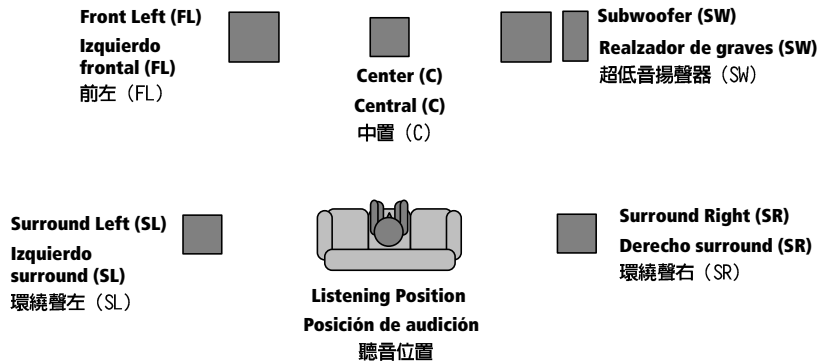 Front Left (FL)
Izquierdo
frontal (FL)
前左（FL）
Center (C)
Central (C)
中置（C）
Subwoofer (SW)
Realzador de graves (SW)
超低音揚聲器（SW）
Surround Left (SL)
Izquierdo
surround (SL)
環繞聲左（SL）
Listening Position
Posición de audición
聽音位置
Surround Right (SR)
Derecho surround (SR)
環繞聲右（SR）